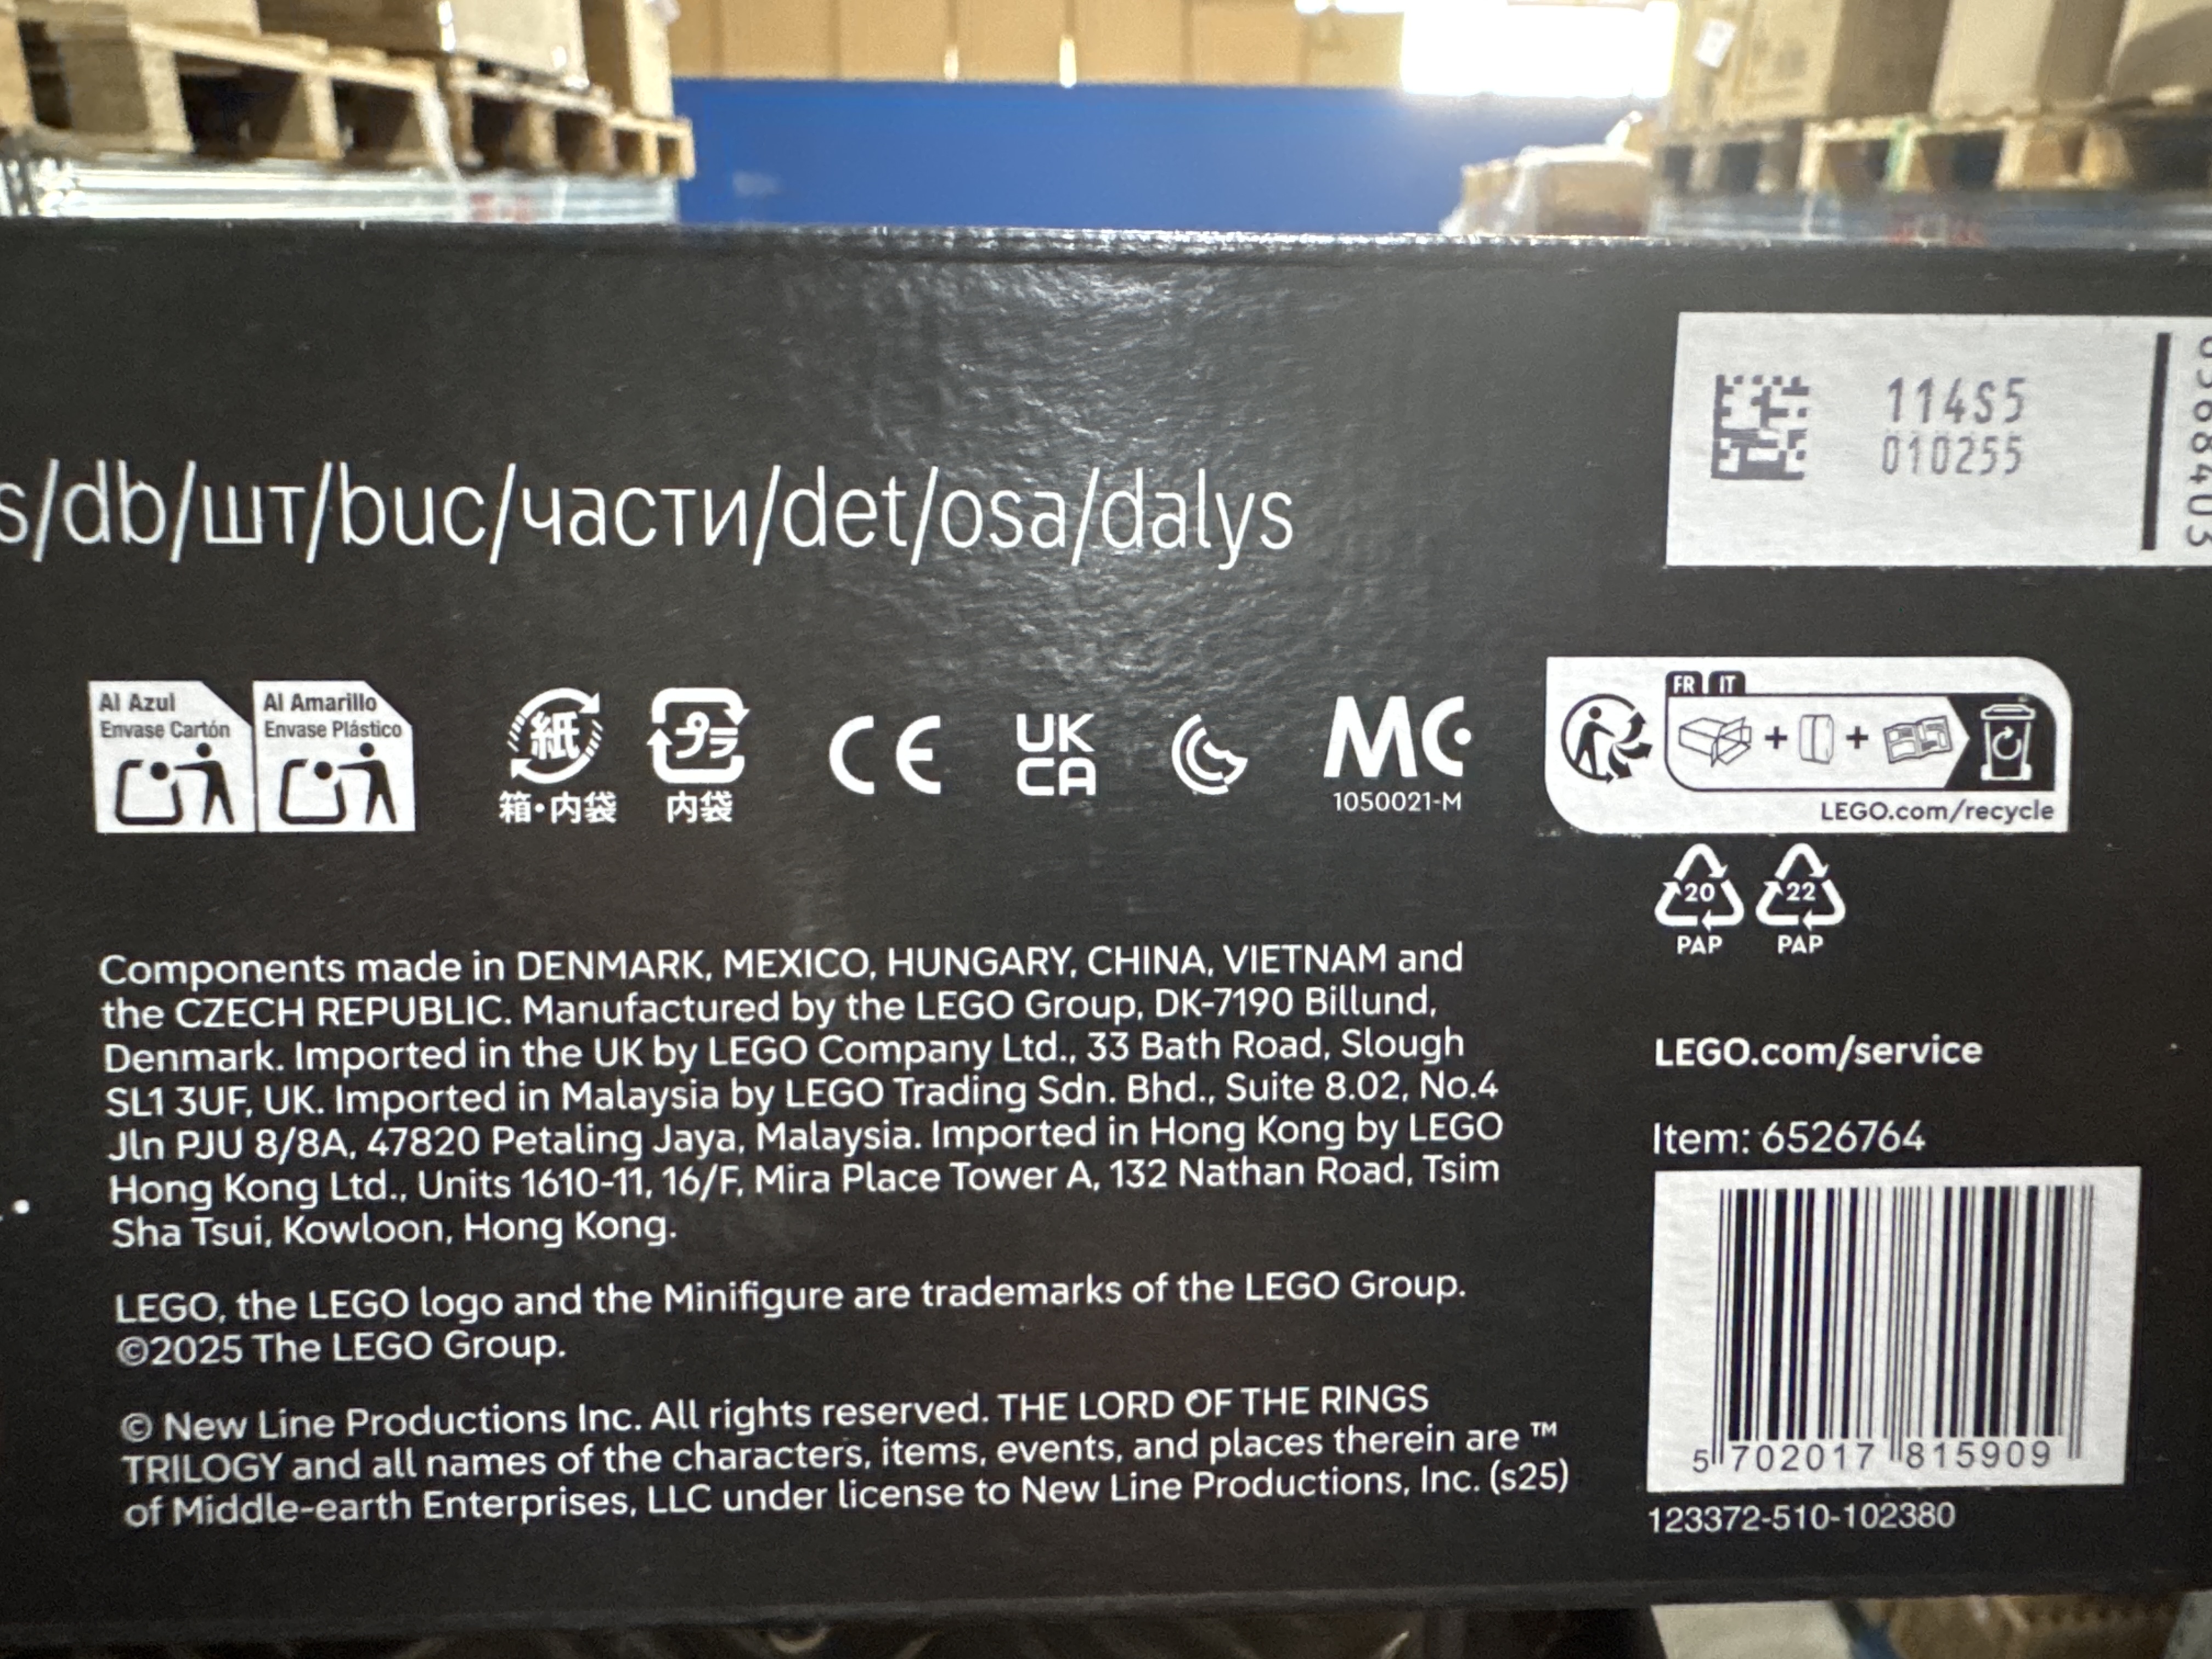 114S5
010255
s/db/шт/buc/части/det/osa/dalys
Al Azul
Envase Cartón
Al Amarillo
Envase Plástico
紙
箱・内袋
プラ
内袋
CE
UK
CA
MC
1050021-M
FR IT
LEGO.com/recycle
20
PAP
22
PAP
Components made in DENMARK, MEXICO, HUNGARY, CHINA, VIETNAM and
the CZECH REPUBLIC. Manufactured by the LEGO Group, DK-7190 Billund,
Denmark. Imported in the UK by LEGO Company Ltd., 33 Bath Road, Slough
SL1 3UF, UK. Imported in Malaysia by LEGO Trading Sdn. Bhd., Suite 8.02, No.4
Jln PJU 8/8A, 47820 Petaling Jaya, Malaysia. Imported in Hong Kong by LEGO
Hong Kong Ltd., Units 1610-11, 16/F, Mira Place Tower A, 132 Nathan Road, Tsim
Sha Tsui, Kowloon, Hong Kong.
LEGO, the LEGO logo and the Minifigure are trademarks of the LEGO Group.
©2025 The LEGO Group.
© New Line Productions Inc. All rights reserved. THE LORD OF THE RINGS
TRILOGY and all names of the characters, items, events, and places therein are ™
of Middle-earth Enterprises, LLC under license to New Line Productions, Inc. (s25)
LEGO.com/service
Item: 6526764
5 702017 815909
123372-510-102380